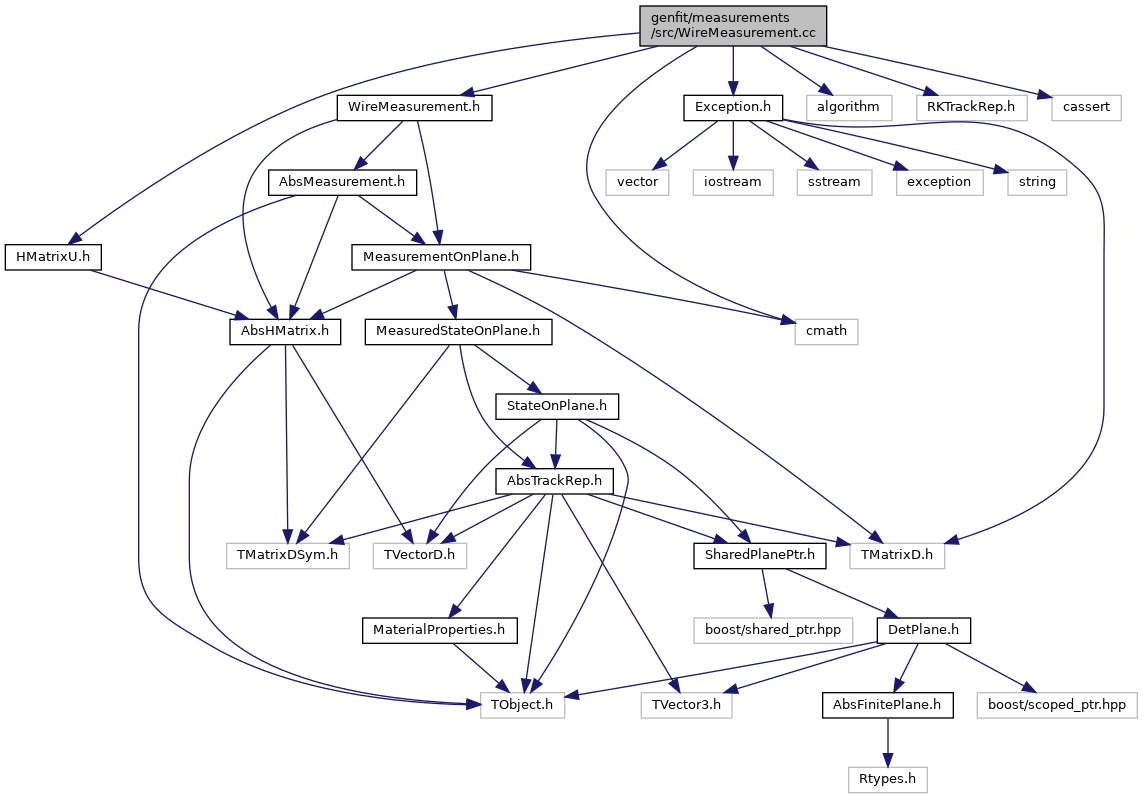 genfit/measurements
/src/WireMeasurement.cc
WireMeasurement.h
Exception.h
algorithm
RKTrackRep.h
cassert
AbsMeasurement.h
vector
iostream
sstream
exception
string
HMatrixU.h
MeasurementOnPlane.h
AbsHMatrix.h
MeasuredStateOnPlane.h
cmath
StateOnPlane.h
AbsTrackRep.h
TMatrixDSym.h
TVectorD.h
SharedPlanePtr.h
TMatrixD.h
MaterialProperties.h
boost/shared_ptr.hpp
DetPlane.h
TObject.h
TVector3.h
AbsFinitePlane.h
boost/scoped_ptr.hpp
Rtypes.h